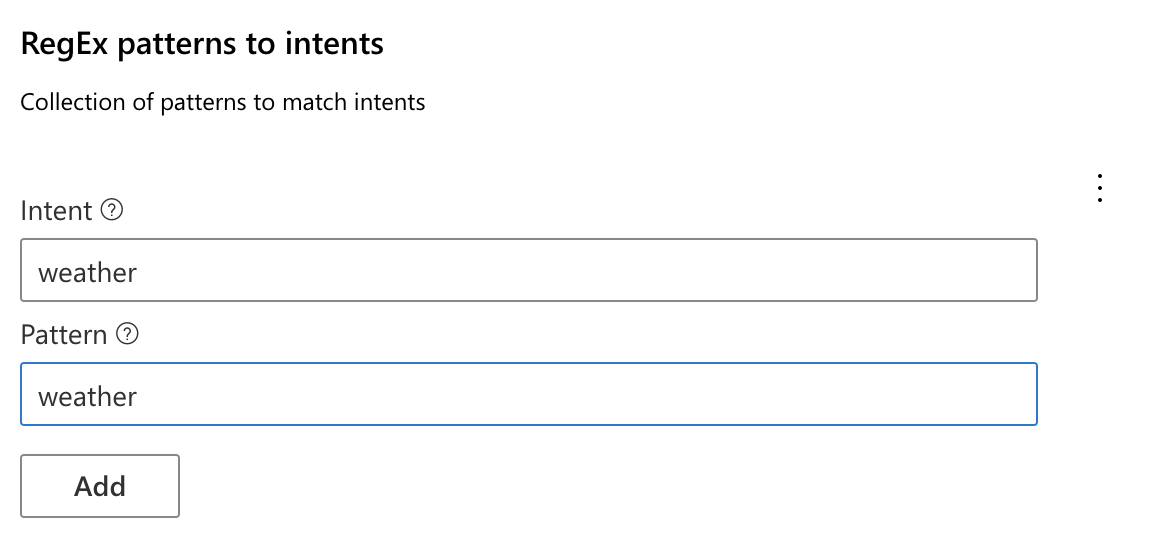 RegEx patterns to intents
Collection of patterns to match intents
Intent
weather
Pattern
weather
Add